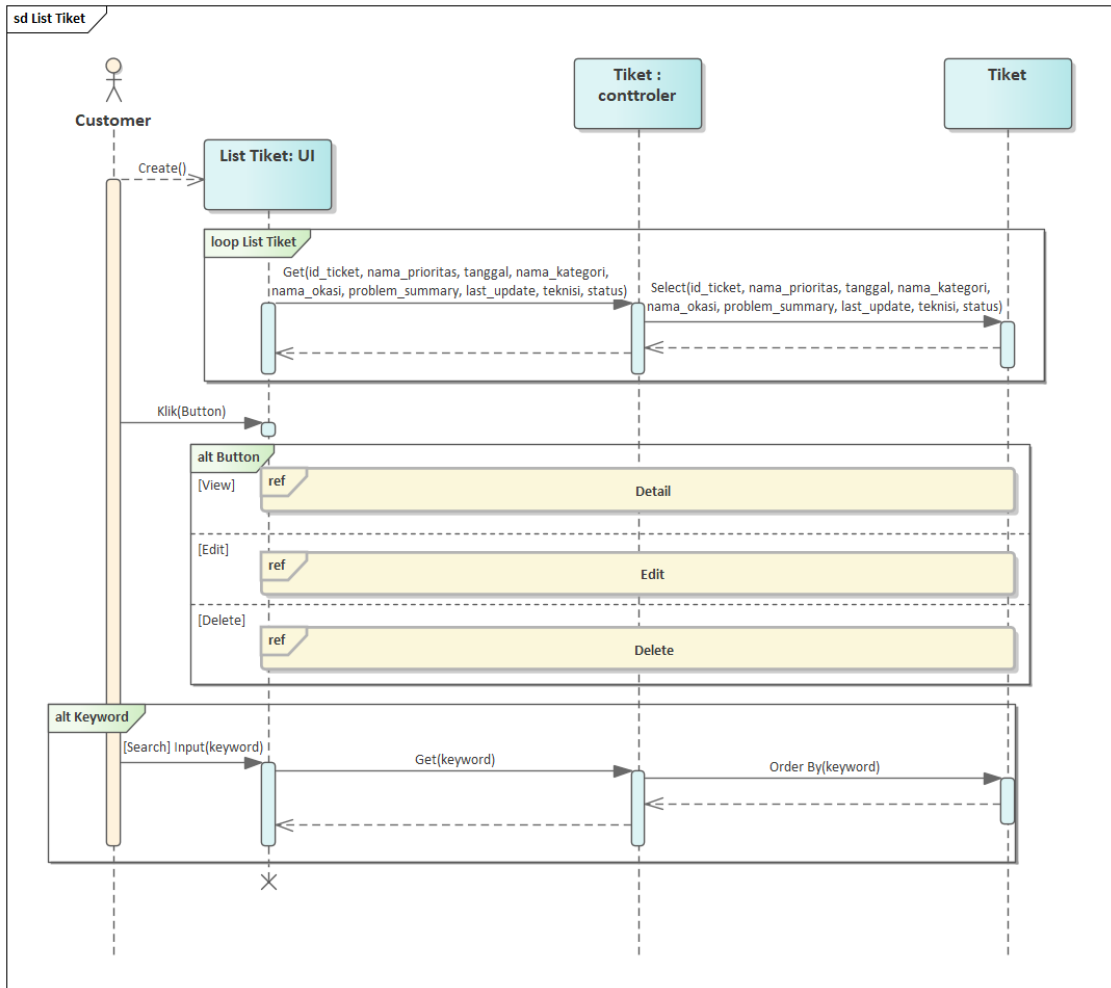 sd List Tiket
Tiket :
conttroler
Tiket
Customer
List Tiket: UI
Create()
loop List Tiket
Get(id_ticket, nama_prioritas, tanggal, nama_kategori,
nama_okasi, problem_summary, last_update, teknisi, status)
Select(id_ticket, nama_prioritas, tanggal, nama_kategori,
nama_okasi, problem_summary, last_update, teknisi, status)
Klik(Button)
alt Button
[View]
ref
Detail
[Edit]
ref
Edit
[Delete]
ref
Delete
alt Keyword
[Search] Input(keyword)
Get(keyword)
Order By(keyword)